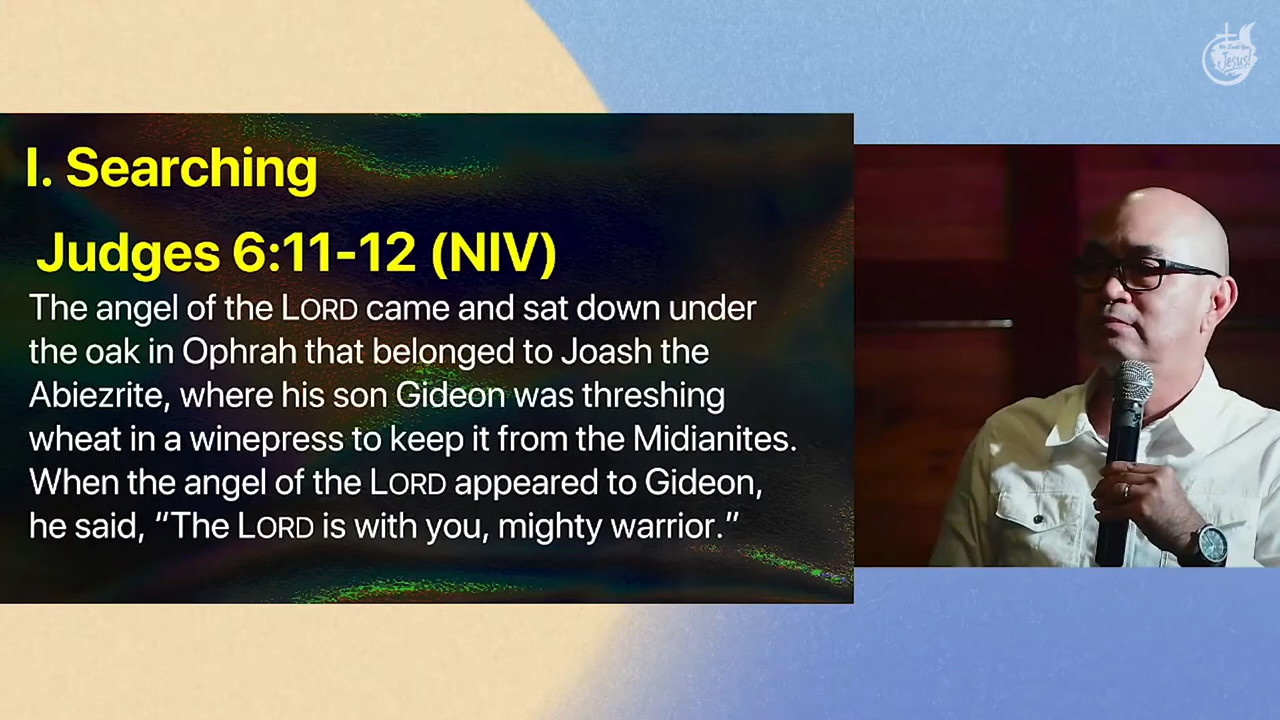 I. Searching
Judges 6:11-12 (NIV)
The angel of the LORD came and sat down under
the oak in Ophrah that belonged to Joash the
Abiezrite, where his son Gideon was threshing
wheat in a winepress to keep it from the Midianites.
When the angel of the LORD appeared to Gideon,
he said, “The LORD is with you, mighty warrior.”
Jesus!